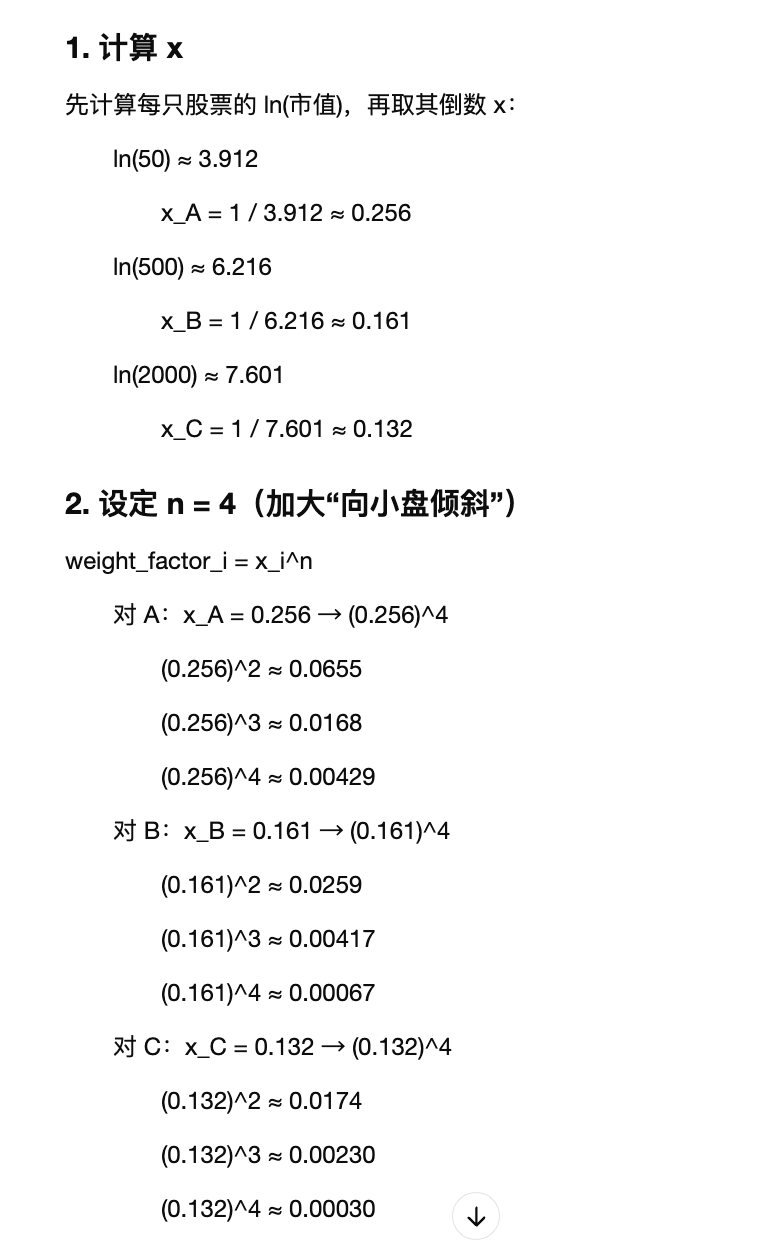 1. 计算 x
先计算每只股票的 ln(市值)，再取其倒数 x：
ln(50) ≈ 3.912
x_A = 1 / 3.912 ≈ 0.256
ln(500) ≈ 6.216
x_B = 1 / 6.216 ≈ 0.161
ln(2000) ≈ 7.601
x_C = 1 / 7.601 ≈ 0.132
2. 设定 n = 4（加大“向小盘倾斜”）
weight_factor_i = x_i^n
对 A：x_A = 0.256 → (0.256)^4
(0.256)^2 ≈ 0.0655
(0.256)^3 ≈ 0.0168
(0.256)^4 ≈ 0.00429
对 B：x_B = 0.161 → (0.161)^4
(0.161)^2 ≈ 0.0259
(0.161)^3 ≈ 0.00417
(0.161)^4 ≈ 0.00067
对 C：x_C = 0.132 → (0.132)^4
(0.132)^2 ≈ 0.0174
(0.132)^3 ≈ 0.00230
(0.132)^4 ≈ 0.00030